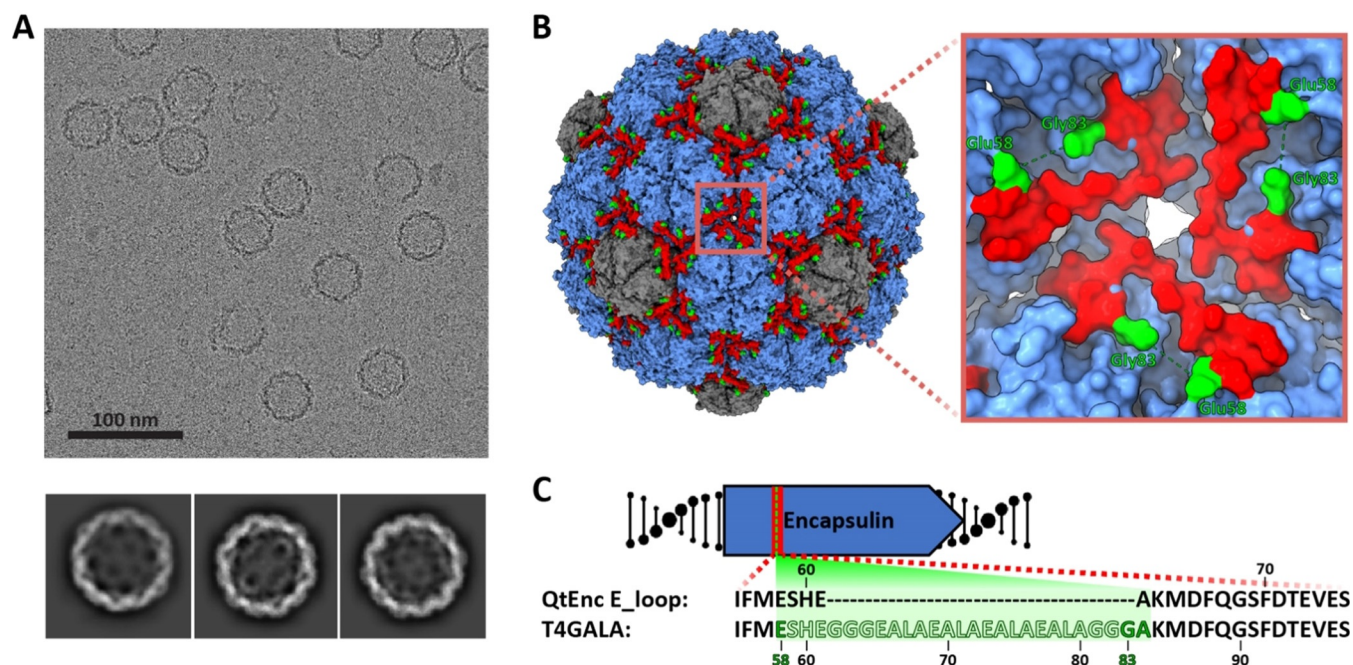 A
100 nm
B
Glu58
Gly83
Glu58
Gly83
Gly83
Glu58
C
Encapsulin
60 70
QtEnc E_loop: IFMESHE----------------------AKMDFQGSFDTEVES
T4GALA: IFMESHEGGGEALAEALAEALAEALAGGGAKMDFQGSFDTEVES
58 60 70 80 83 90